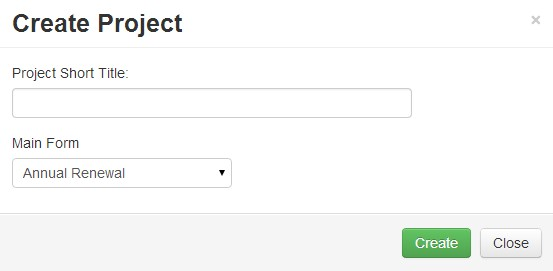 Create Project
×
Project Short Title:
Main Form
Annual Renewal
Create
Close